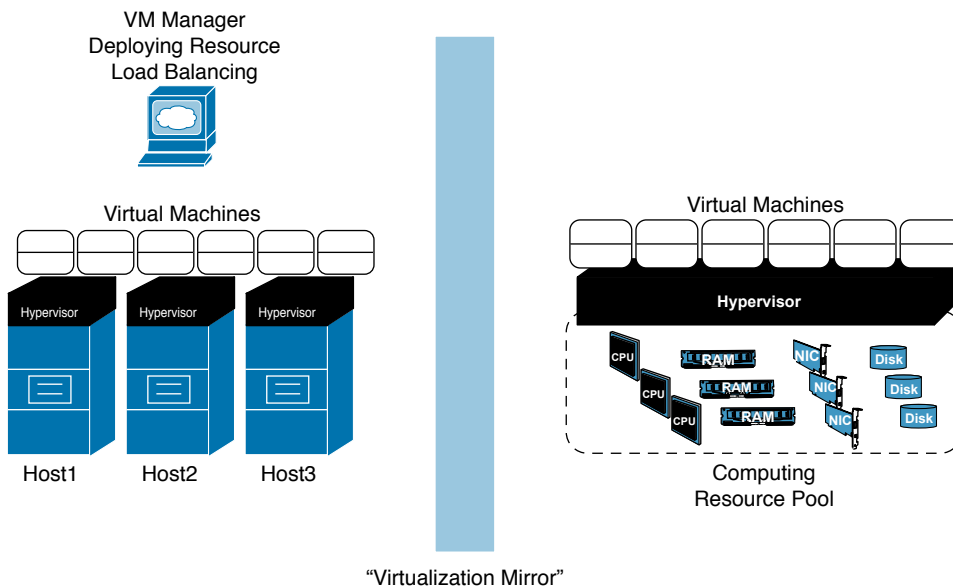 VM Manager
Deploying Resource
Load Balancing
Virtual Machines
Hypervisor
Hypervisor
Hypervisor
Host1
Host2
Host3
Virtual Machines
Hypervisor
CPU
CPU
CPU
RAM
RAM
RAM
NIC
NIC
NIC
Disk
Disk
Disk
Computing
Resource Pool
“Virtualization Mirror”